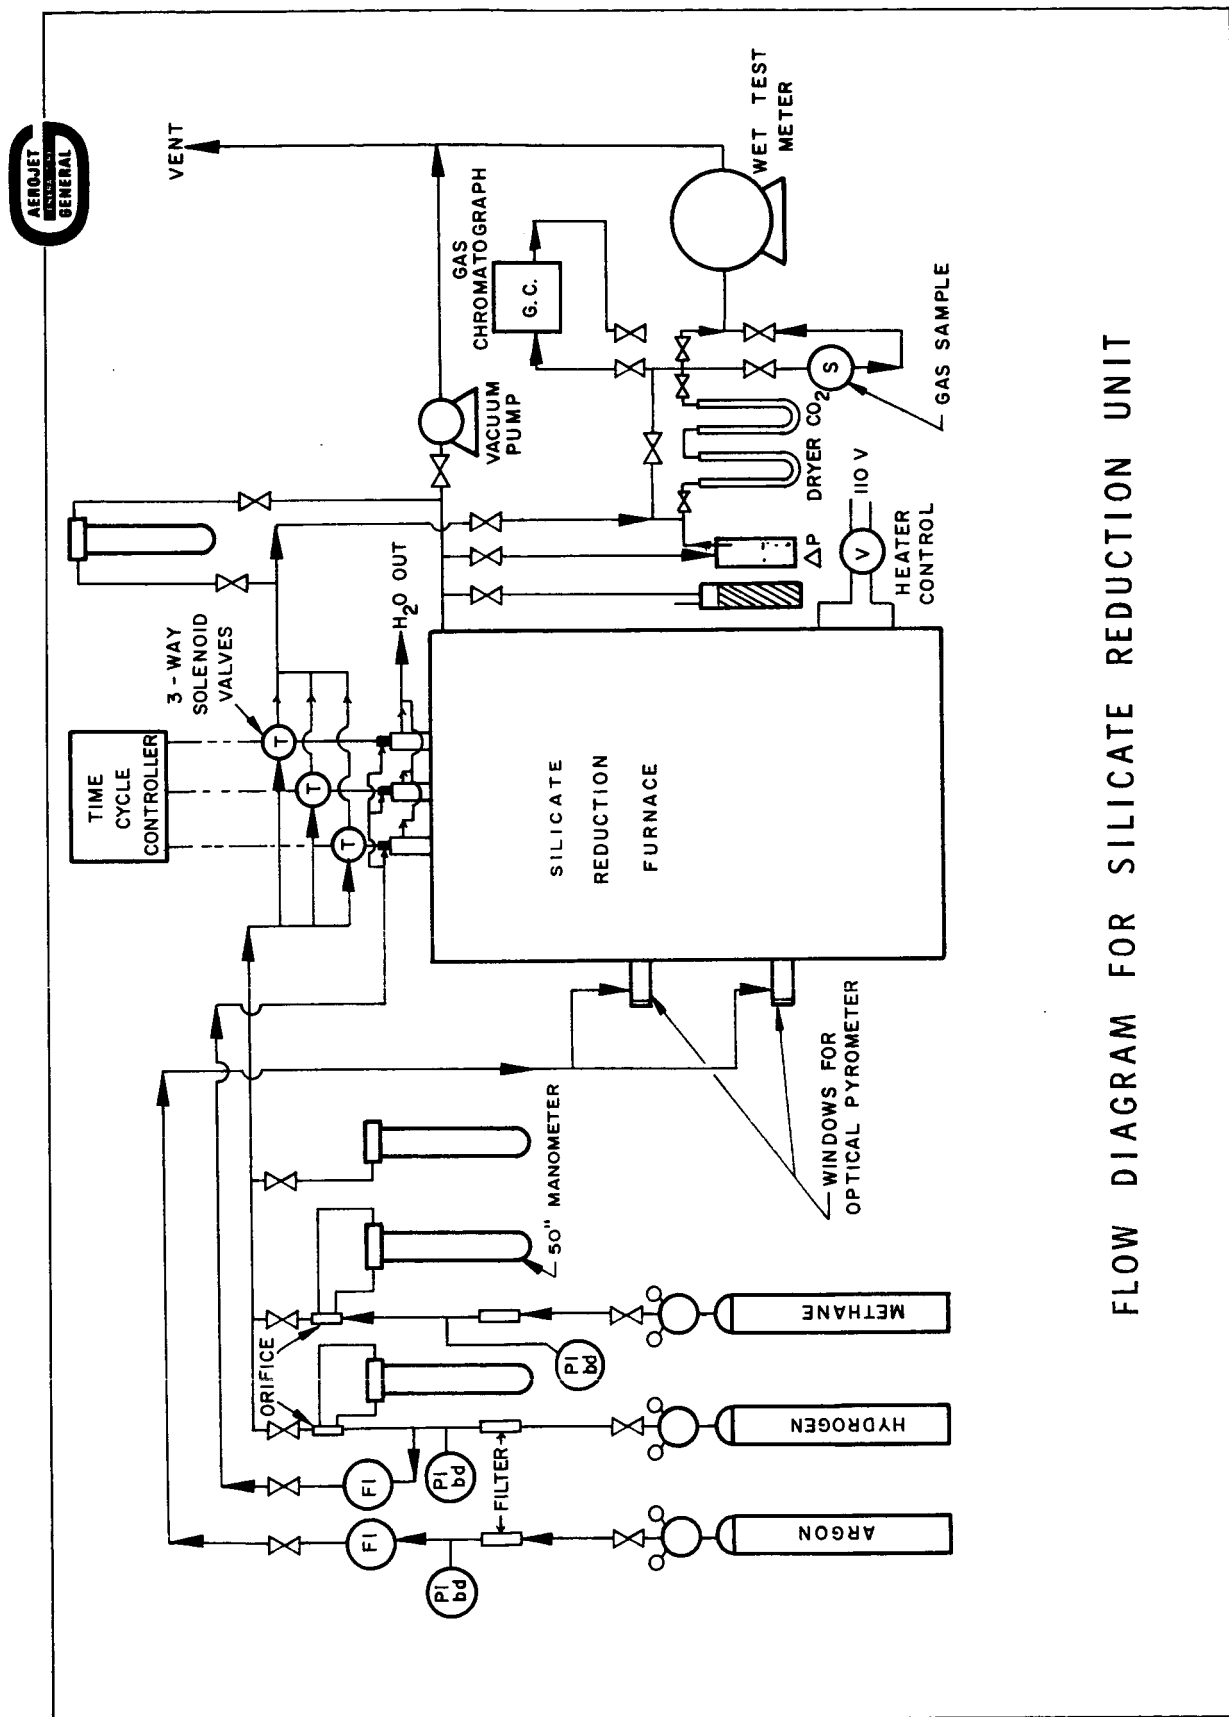 AEROJET
GENERAL
VENT
TIME
CYCLE
CONTROLLER
3-WAY
SOLENOID
VALVES
GAS
CHROMATOGRAPH
G.C.
VACUUM
PUMP
H2O OUT
WET TEST
METER
T
T
T
SILICATE
REDUCTION
FURNACE
ΔP
DRYER CO2
S
GAS SAMPLE
V
110 V
HEATER
CONTROL
ORIFICE
50" MANOMETER
WINDOWS FOR
OPTICAL PYROMETER
FI
FI
PI
bd
PI
bd
PI
bd
FILTER
ARGON
HYDROGEN
METHANE
FLOW DIAGRAM FOR SILICATE REDUCTION UNIT